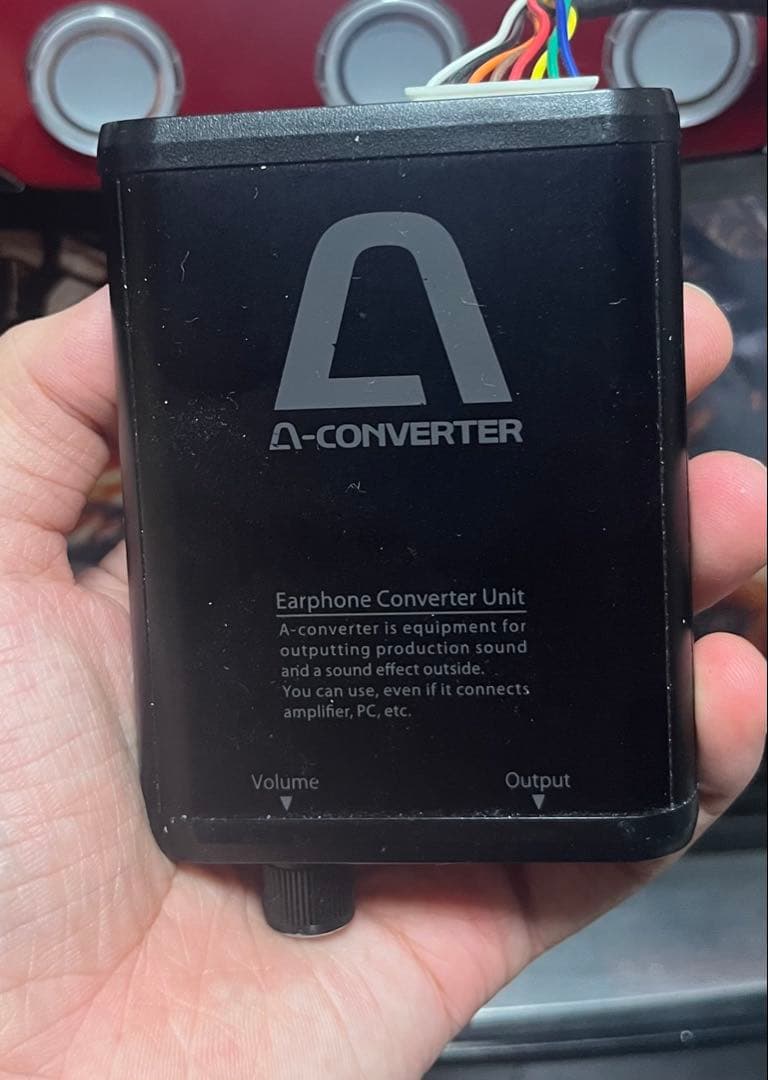 A-CONVERTER
Earphone Converter Unit
A-converter is equipment for
outputting production sound
and a sound effect outside.
You can use, even if it connects
amplifier, PC, etc.
Volume
Output